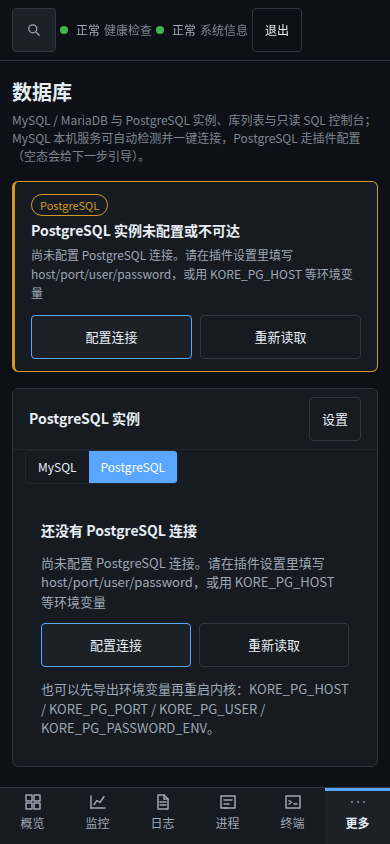 正常 健康检查 正常 系统信息 退出
数据库
MySQL / MariaDB 与 PostgreSQL 实例、库列表与只读 SQL 控制台；
MySQL 本机服务可自动检测并一键连接，PostgreSQL 走插件配置
（空态会给下一步引导）。
PostgreSQL
PostgreSQL 实例未配置或不可达
尚未配置 PostgreSQL 连接。请在插件设置里填写
host/port/user/password，或用 KORE_PG_HOST 等环境变
量
配置连接 重新读取
PostgreSQL 实例 设置
MySQL PostgreSQL
还没有 PostgreSQL 连接
尚未配置 PostgreSQL 连接。请在插件设置里填写
host/port/user/password，或用 KORE_PG_HOST
等环境变量
配置连接 重新读取
也可以先导出环境变量再重启内核：KORE_PG_HOST
/ KORE_PG_PORT / KORE_PG_USER /
KORE_PG_PASSWORD_ENV。
概览 监控 日志 进程 终端 更多